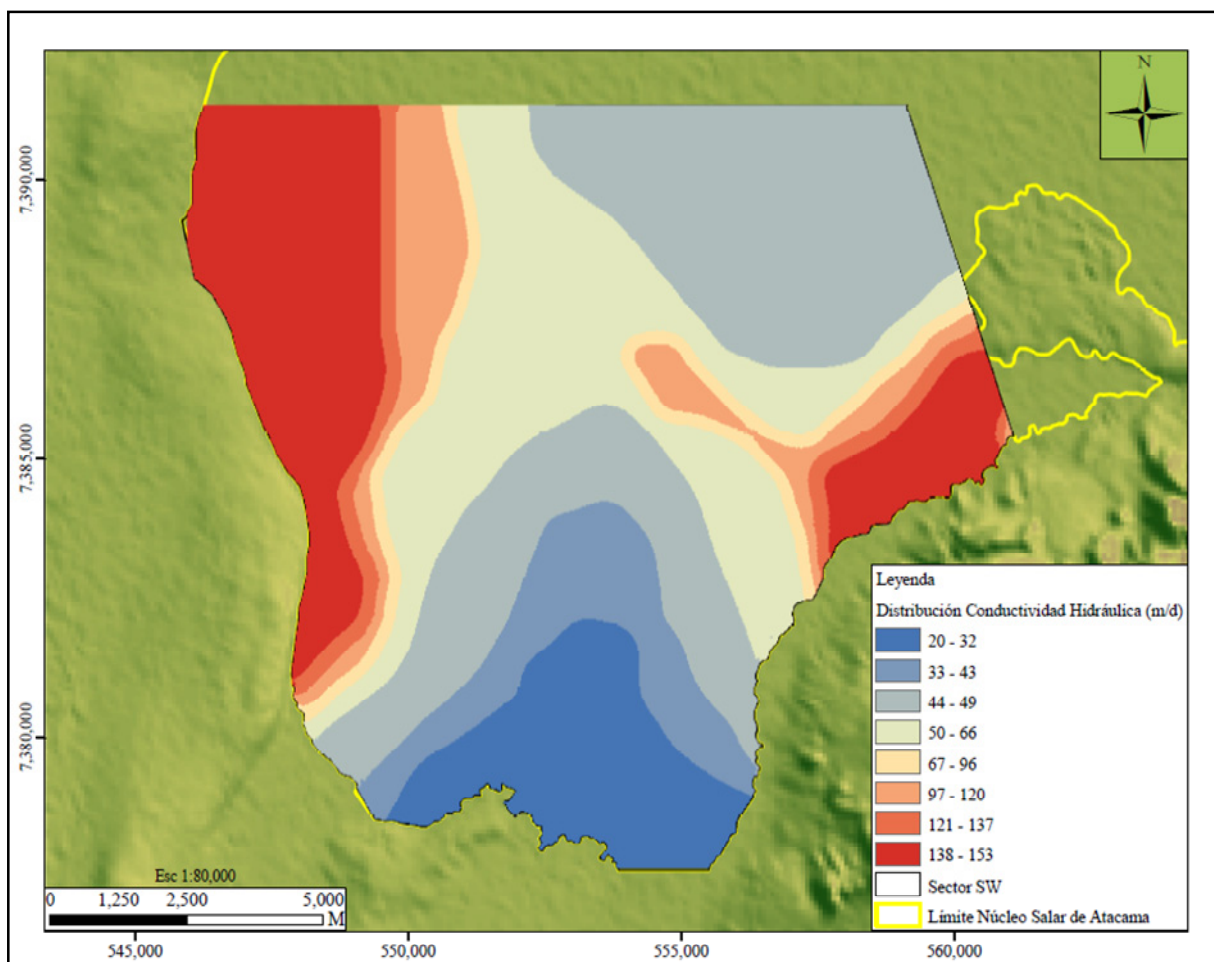 N
7,390,000
7,385,000
7,380,000
Leyenda
Distribución Conductividad Hidráulica (m/d)
20 - 32
33 - 43
44 - 49
50 - 66
67 - 96
97 - 120
121 - 137
138 - 153
Sector SW
Límite Núcleo Salar de Atacama
Esc 1:80,000
0 1,250 2,500 5,000
M
545,000 550,000 555,000 560,000